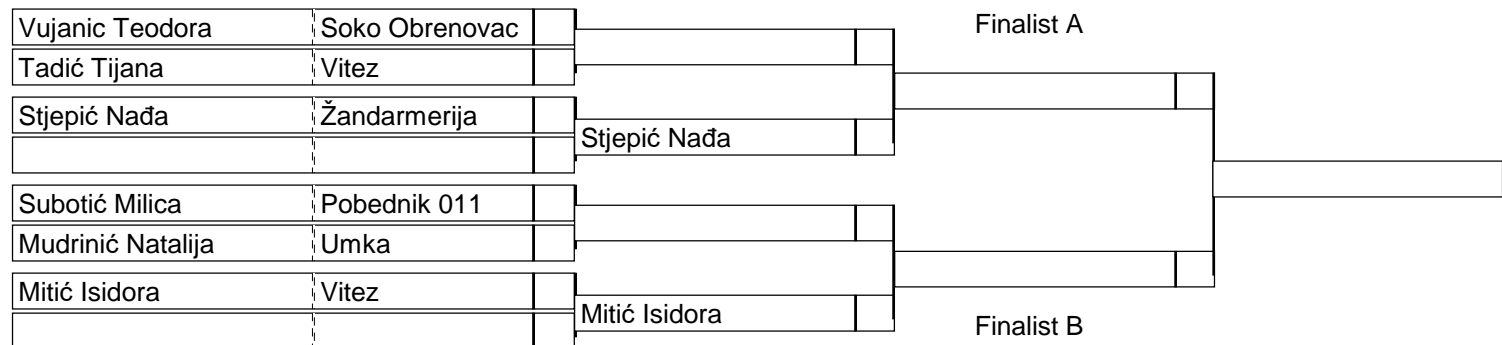 Vujanic Teodora Soko Obrenovac
Finalist A
Tadić Tijana Vitez
Stjepić Nađa Žandarmerija
Stjepić Nađa
Subotić Milica Pobednik 011
Mudrinić Natalija Umka
Mitić Isidora Vitez
Mitić Isidora
Finalist B